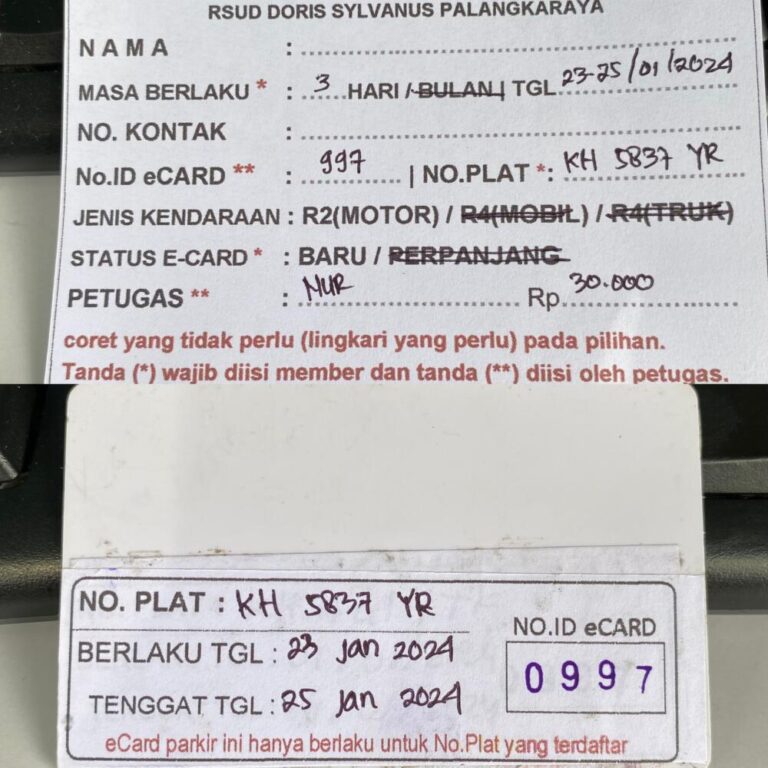 RSUD DORIS SYLVANUS PALANGKARAYA
NAMA :
MASA BERLAKU * : 3 HARI / BULAN | TGL 23-25/01/2024
NO. KONTAK :
No.ID eCARD ** : 997 | NO.PLAT *: KH 5837 YR
JENIS KENDARAAN : R2(MOTOR) / R4(MOBIL) / R4(TRUK)
STATUS E-CARD * : BARU / PERPANJANG
PETUGAS ** : NUR Rp. 30.000
coret yang tidak perlu (lingkari yang perlu) pada pilihan.
Tanda (*) wajib diisi member dan tanda (**) diisi oleh petugas.
NO. PLAT : KH 5837 YR
BERLAKU TGL : 23 Jan 2024
TENGGAT TGL : 25 Jan 2024
NO.ID eCARD
0997
eCard parkir ini hanya berlaku untuk No.Plat yang terdaftar